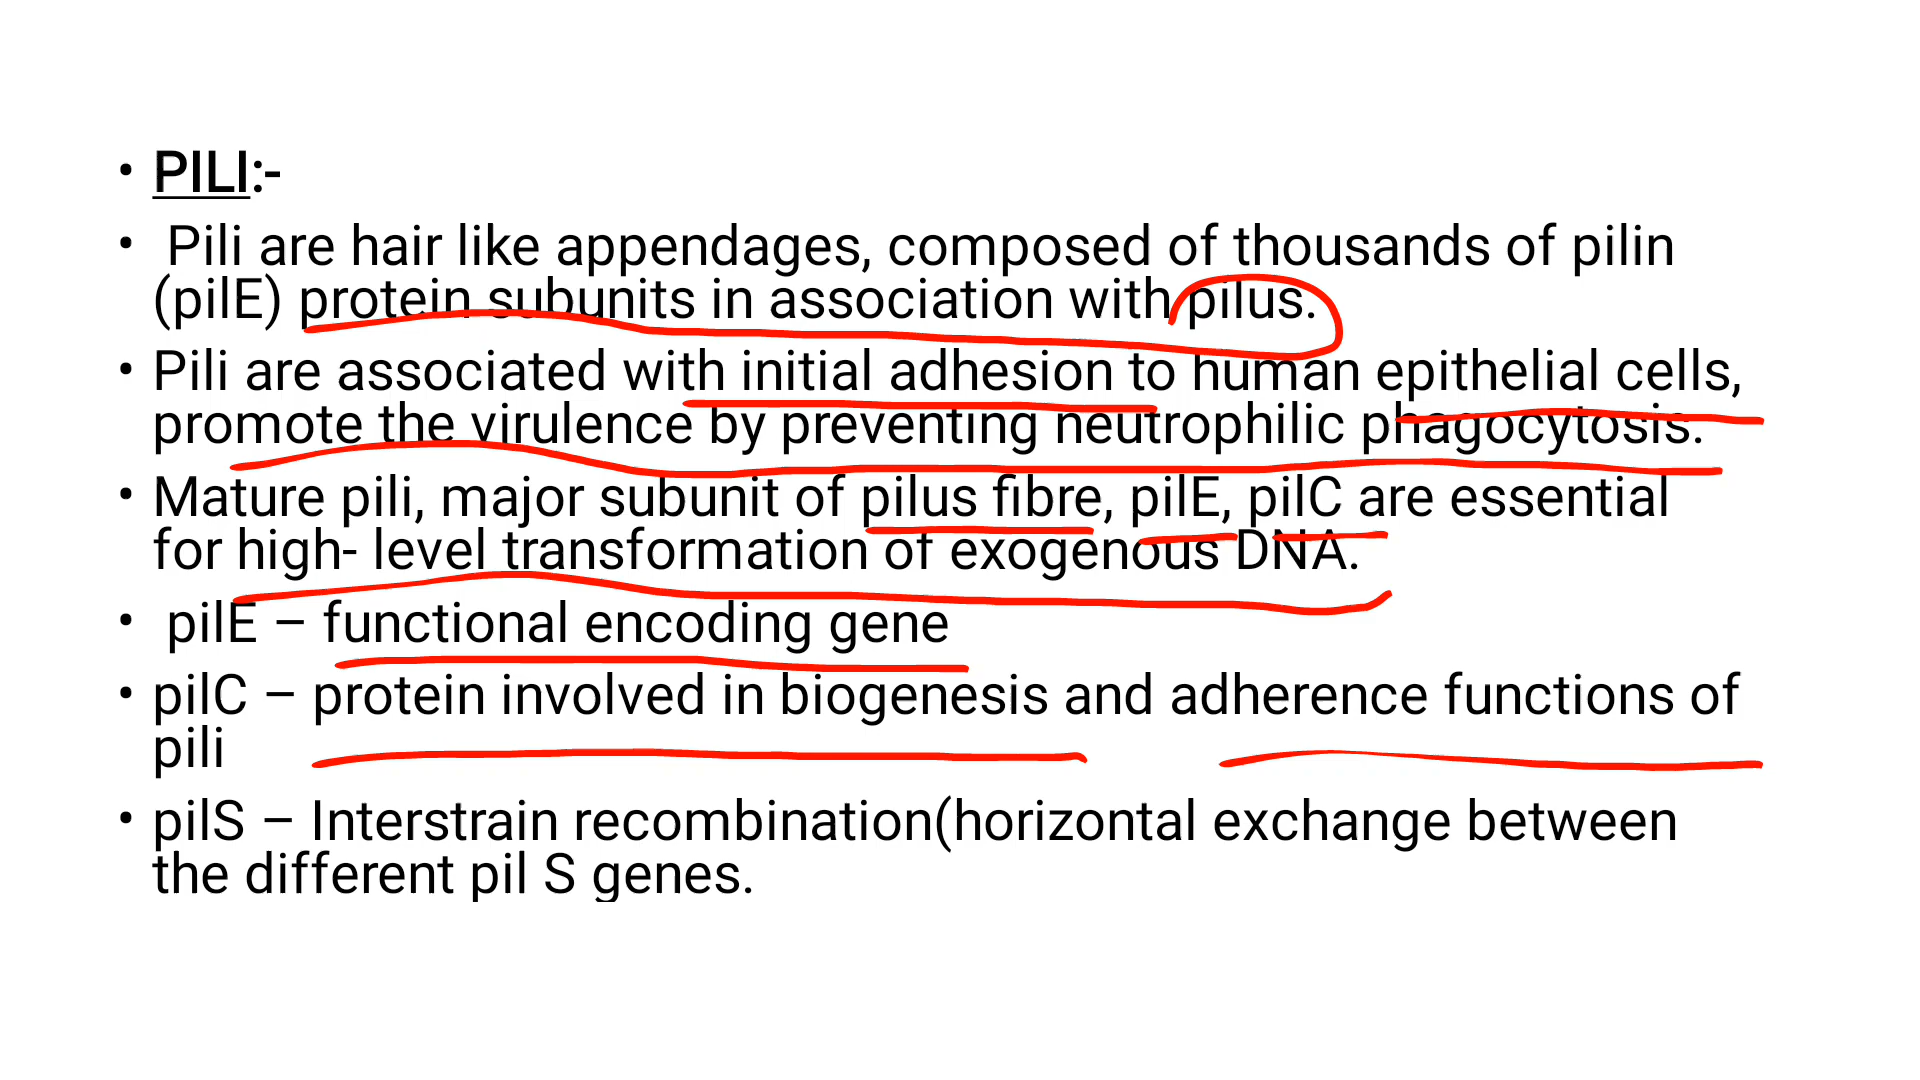 • PILI:-
• Pili are hair like appendages, composed of thousands of pilin
(pilE) protein subunits in association with pilus.
• Pili are associated with initial adhesion to human epithelial cells,
promote the virulence by preventing neutrophilic phagocytosis.
• Mature pili, major subunit of pilus fibre, pilE, pilC are essential
for high- level transformation of exogenous DNA.
• pilE – functional encoding gene
• pilC – protein involved in biogenesis and adherence functions of
pili
• pilS – Interstrain recombination(horizontal exchange between
the different pil S genes.